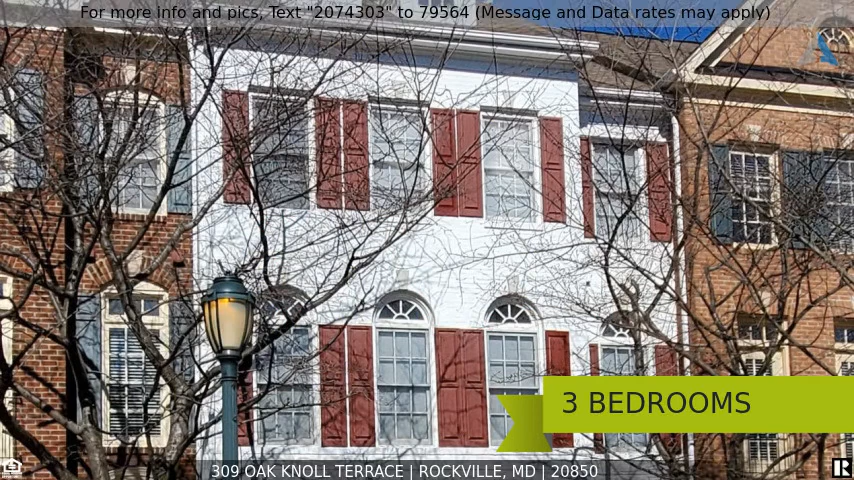 For more info and pics, Text "2074303" to 79564 (Message and Data rates may apply)
3 BEDROOMS
309 OAK KNOLL TERRACE | ROCKVILLE, MD | 20850